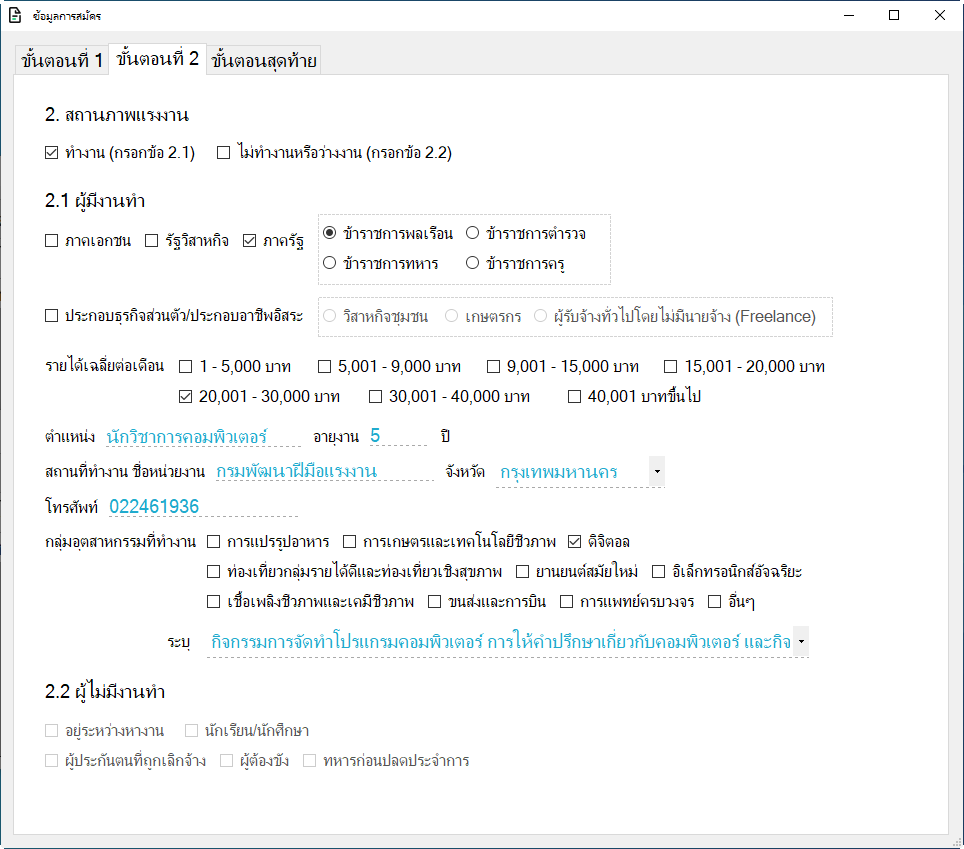 ข้อมูลการสมัคร
ขั้นตอนที่ 1 ขั้นตอนที่ 2 ขั้นตอนสุดท้าย
2. สถานภาพแรงงาน
ทำงาน (กรอกข้อ 2.1) ไม่ทำงานหรือว่างงาน (กรอกข้อ 2.2)
2.1 ผู้มีงานทำ
ภาคเอกชน รัฐวิสาหกิจ ภาครัฐ
ข้าราชการพลเรือน ข้าราชการตำรวจ
ข้าราชการทหาร ข้าราชการครู
ประกอบธุรกิจส่วนตัว/ประกอบอาชีพอิสระ วิสาหกิจชุมชน เกษตรกร ผู้รับจ้างทั่วไปโดยไม่มีนายจ้าง (Freelance)
รายได้เฉลี่ยต่อเดือน 1 - 5,000 บาท 5,001 - 9,000 บาท 9,001 - 15,000 บาท 15,001 - 20,000 บาท
20,001 - 30,000 บาท 30,001 - 40,000 บาท 40,001 บาทขึ้นไป
ตำแหน่ง นักวิชาการคอมพิวเตอร์ อายุงาน 5 ปี
สถานที่ทำงาน ชื่อหน่วยงาน กรมพัฒนาฝีมือแรงงาน จังหวัด กรุงเทพมหานคร
โทรศัพท์ 022461936
กลุ่มอุตสาหกรรมที่ทำงาน การแปรรูปอาหาร การเกษตรและเทคโนโลยีชีวภาพ ดิจิตอล
ท่องเที่ยวกลุ่มรายได้ดีและท่องเที่ยวเชิงสุขภาพ ยานยนต์สมัยใหม่ อิเล็กทรอนิกส์อัจฉริยะ
เชื้อเพลิงชีวภาพและเคมีชีวภาพ ขนส่งและการบิน การแพทย์ครบวงจร อื่นๆ
ระบุ กิจกรรมการจัดทำโปรแกรมคอมพิวเตอร์ การให้คำปรึกษาเกี่ยวกับคอมพิวเตอร์ และกิจ
2.2 ผู้ไม่มีงานทำ
อยู่ระหว่างหางาน นักเรียน/นักศึกษา
ผู้ประกันตนที่ถูกเลิกจ้าง ผู้ต้องขัง ทหารก่อนปลดประจำการ